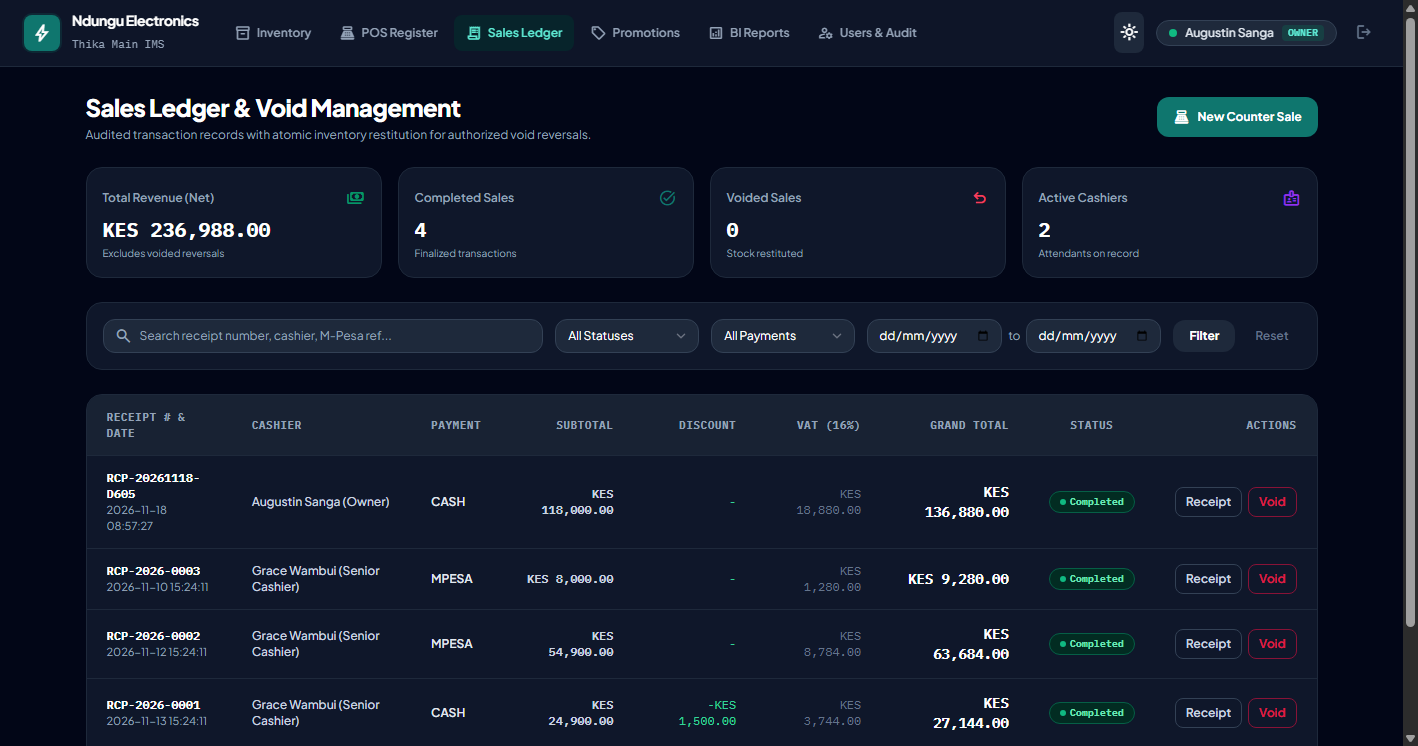 Ndungu Electronics
Thika Main IMS
Inventory
POS Register
Sales Ledger
Promotions
BI Reports
Users & Audit
Augustin Sanga OWNER
Sales Ledger & Void Management
Audited transaction records with atomic inventory restitution for authorized void reversals.
New Counter Sale
Total Revenue (Net)
KES 236,988.00
Excludes voided reversals
Completed Sales
4
Finalized transactions
Voided Sales
0
Stock restituted
Active Cashiers
2
Attendants on record
Search receipt number, cashier, M-Pesa ref...
All Statuses
All Payments
dd/mm/yyyy
to
dd/mm/yyyy
Filter
Reset
RECEIPT # &
DATE
CASHIER
PAYMENT
SUBTOTAL
DISCOUNT
VAT (16%)
GRAND TOTAL
STATUS
ACTIONS
RCP-20261118-
D605
2026-11-18
08:57:27
Augustin Sanga (Owner)
CASH
KES
118,000.00
-
KES
18,880.00
KES
136,880.00
Completed
Receipt
Void
RCP-2026-0003
2026-11-10 15:24:11
Grace Wambui (Senior
Cashier)
MPESA
KES 8,000.00
-
KES
1,280.00
KES 9,280.00
Completed
Receipt
Void
RCP-2026-0002
2026-11-12 15:24:11
Grace Wambui (Senior
Cashier)
MPESA
KES
54,900.00
-
KES
8,784.00
KES
63,684.00
Completed
Receipt
Void
RCP-2026-0001
2026-11-13 15:24:11
Grace Wambui (Senior
Cashier)
CASH
KES
24,900.00
-KES
1,500.00
KES
3,744.00
KES
27,144.00
Completed
Receipt
Void